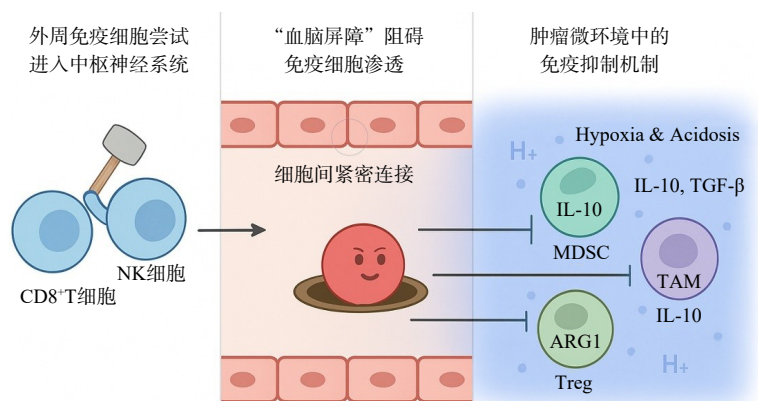 外周免疫细胞尝试
进入中枢神经系统
“血脑屏障”阻碍
免疫细胞渗透
肿瘤微环境中的
免疫抑制机制
CD8⁺T细胞
NK细胞
细胞间紧密连接
Hypoxia & Acidosis
H+
IL-10, TGF-β
IL-10
MDSC
TAM
IL-10
ARG1
Treg
H+